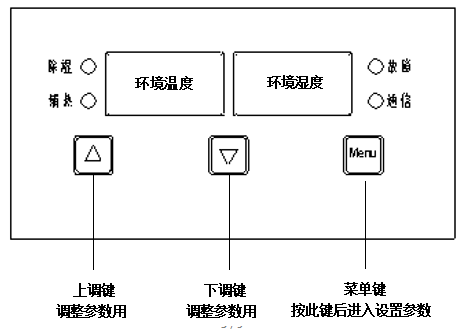 除湿
环境温度
环境湿度
故障
辅热
通信
Menu
上调键
调整参数用
下调键
调整参数用
菜单键
按此键后进入设置参数